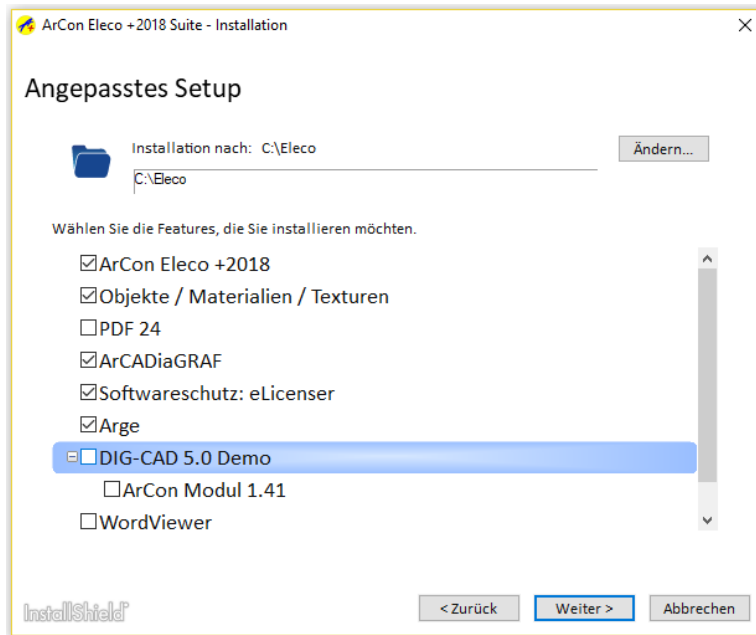 ArCon Eleco +2018 Suite - Installation
Angepasstes Setup
Installation nach: C:\Eleco
Ändern...
C:\Eleco
Wählen Sie die Features, die Sie installieren möchten.
ArCon Eleco +2018
Objekte / Materialien / Texturen
PDF 24
ArCADiaGRAF
Softwareschutz: eLicenser
Arge
DIG-CAD 5.0 Demo
ArCon Modul 1.41
WordViewer
InstallShield
< Zurück
Weiter >
Abbrechen